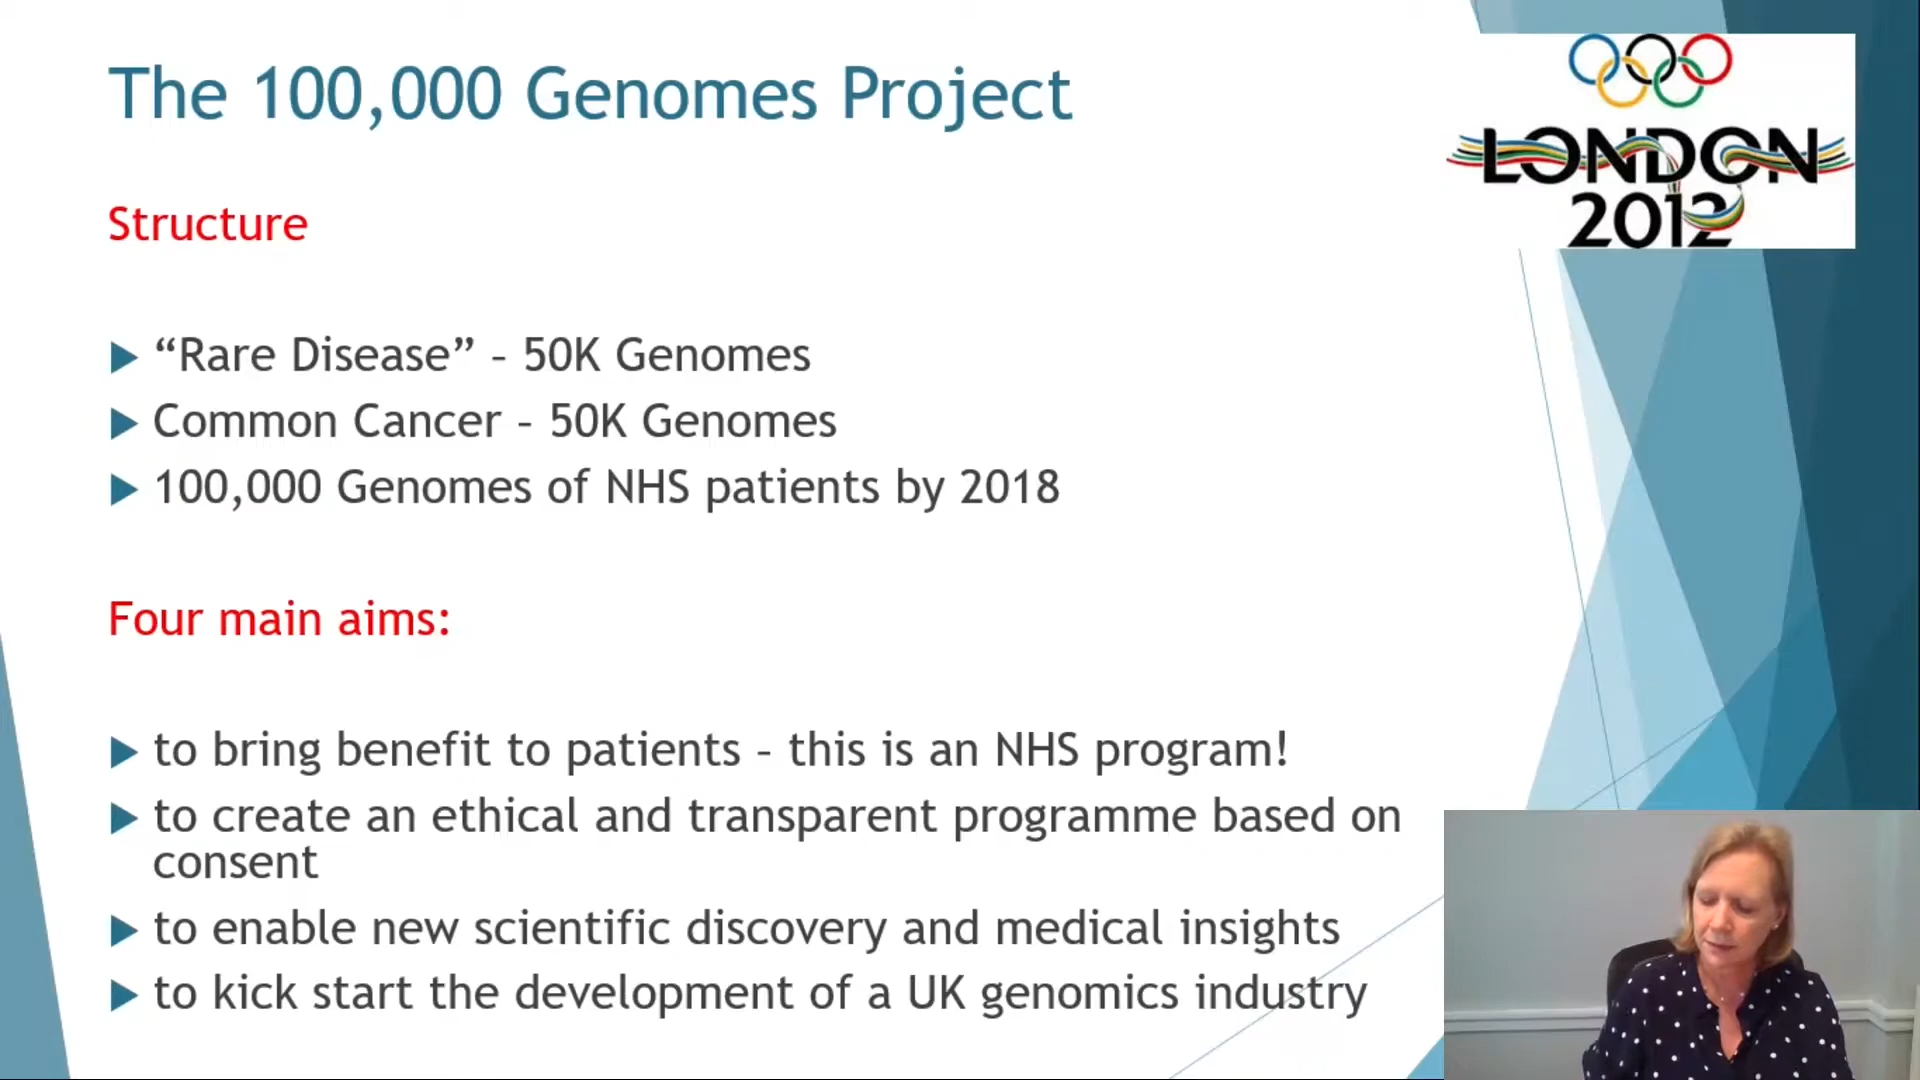 The 100,000 Genomes Project
LONDON
2012
Structure
“Rare Disease” – 50K Genomes
Common Cancer – 50K Genomes
100,000 Genomes of NHS patients by 2018
Four main aims:
to bring benefit to patients – this is an NHS program!
to create an ethical and transparent programme based on
consent
to enable new scientific discovery and medical insights
to kick start the development of a UK genomics industry